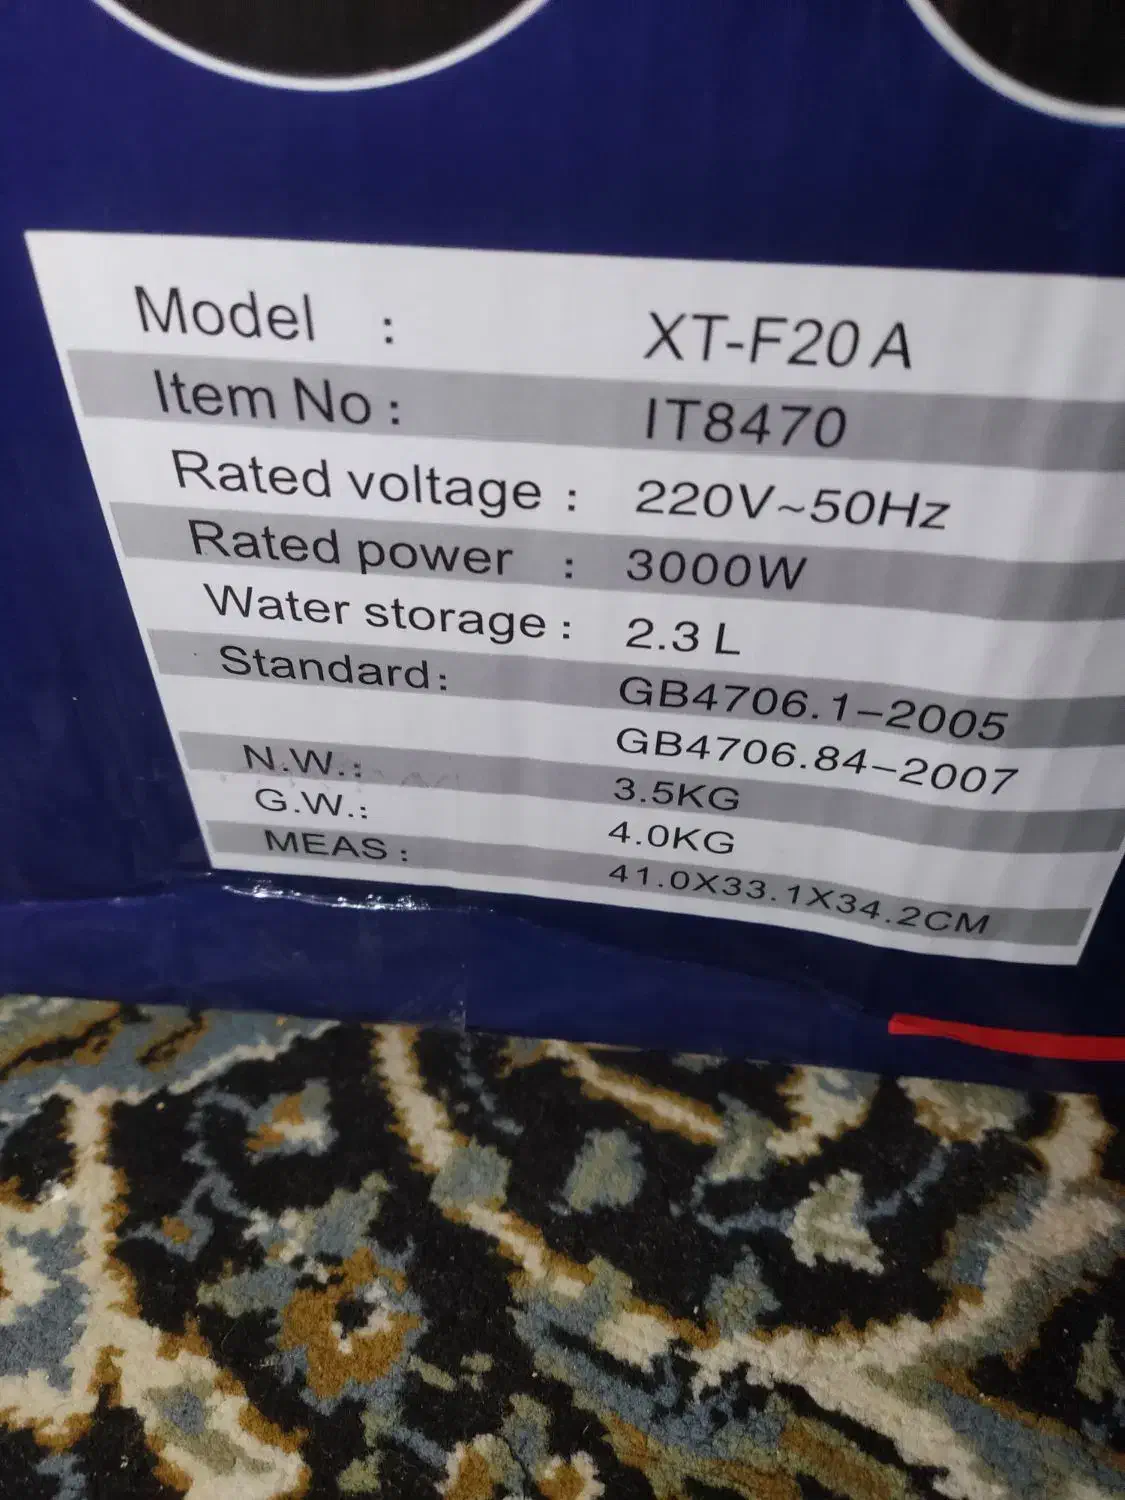 Model : XT-F20 A
Item No : IT8470
Rated voltage : 220V~50Hz
Rated power : 3000W
Water storage : 2.3 L
Standard: GB4706.1-2005
GB4706.84-2007
N.W.: 3.5KG
G.W.: 4.0KG
MEAS : 41.0X33.1X34.2CM